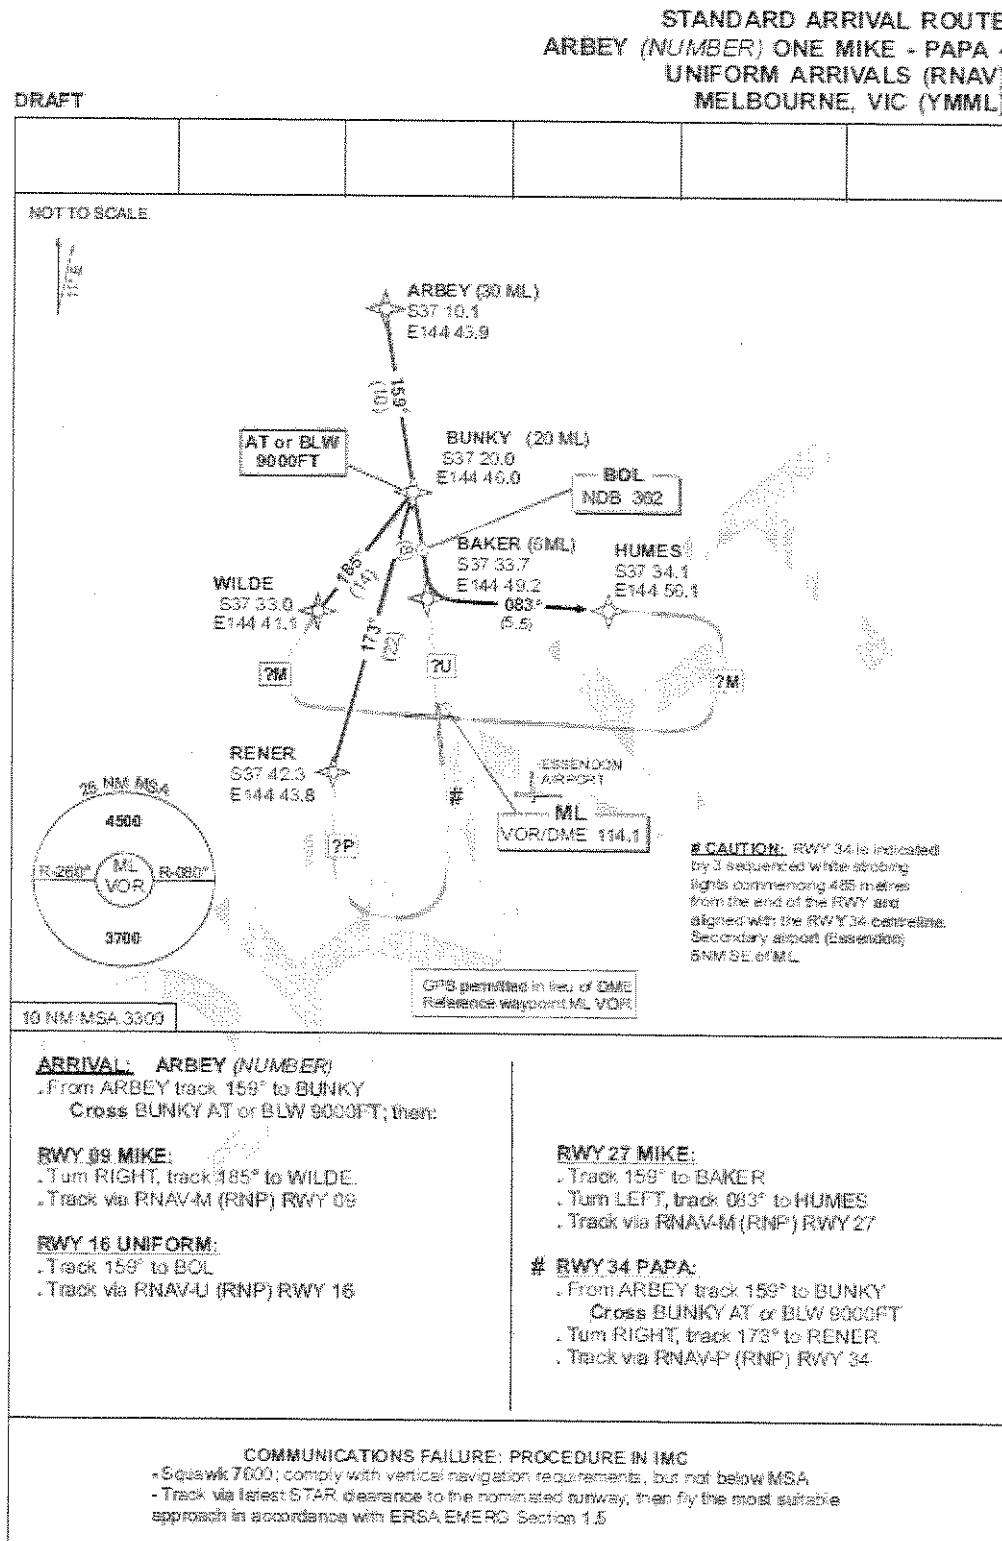 STANDARD ARRIVAL ROUTE
ARBEY (NUMBER) ONE MIKE - PAPA -
UNIFORM ARRIVALS (RNAV)
MELBOURNE, VIC (YMML)
DRAFT
NOT TO SCALE
11° E
ARBEY (30 ML)
S37 10.1
E144 43.9
159°
(10)
AT or BLW
9000FT
BUNKY (20 ML)
S37 20.0
E144 46.0
BOL
NDB 362
BAKER (6ML)
S37 33.7
E144 49.2
HUMES
S37 34.1
E144 56.1
185°
(14)
WILDE
S37 33.0
E144 41.1
083°
(5.5)
173°
(22)
?M
?U
?M
RENER
S37 42.3
E144 43.8
ESSENDON
AIRPORT
#
ML
VOR/DME 114.1
?P
25 NM MSA
4500
R-260°
ML
VOR
R-080°
3700
# CAUTION: RWY 34 is indicated
by 3 sequenced white strobing
lights commencing 485 metres
from the end of the RWY and
aligned with the RWY 34 centreline.
Secondary airport (Essendon)
5NM SE of ML
GPS permitted in lieu of DME
Reference waypoint ML VOR
10 NM MSA 3300
ARRIVAL: ARBEY (NUMBER)
. From ARBEY track 159° to BUNKY
Cross BUNKY AT or BLW 9000FT; then:
RWY 09 MIKE:
. Turn RIGHT, track 185° to WILDE.
. Track via RNAV-M (RNP) RWY 09
RWY 16 UNIFORM:
. Track 159° to BOL
. Track via RNAV-U (RNP) RWY 16
RWY 27 MIKE:
. Track 159° to BAKER
. Turn LEFT, track 083° to HUMES
. Track via RNAV-M (RNP) RWY 27
# RWY 34 PAPA:
. From ARBEY track 159° to BUNKY
Cross BUNKY AT or BLW 9000FT
. Turn RIGHT, track 173° to RENER
. Track via RNAV-P (RNP) RWY 34
COMMUNICATIONS FAILURE: PROCEDURE IN IMC
- Squawk 7600; comply with vertical navigation requirements, but not below MSA
- Track via latest STAR clearance to the nominated runway, then fly the most suitable
approach in accordance with ERSA EMERG Section 1.5